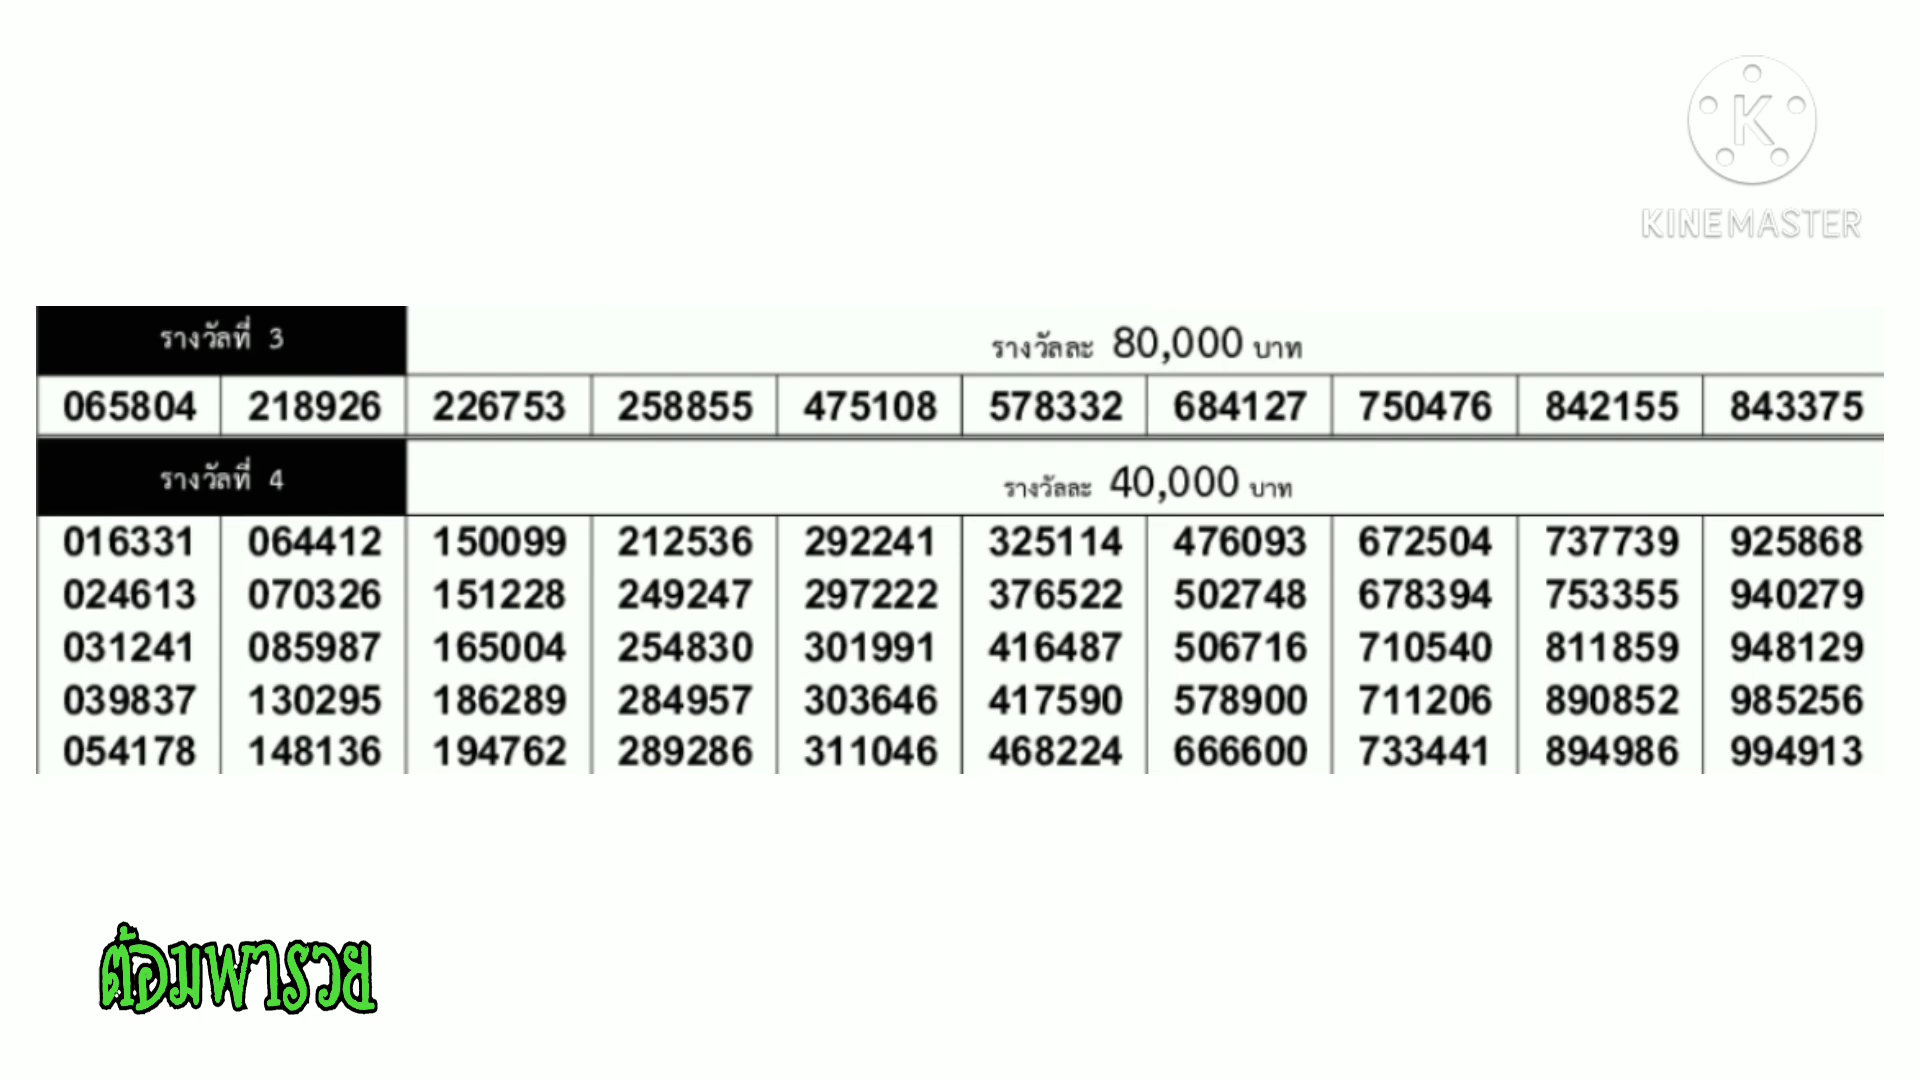 KINEMASTER
รางวัลที่ 3 รางวัลละ 80,000 บาท
065804 218926 226753 258855 475108 578332 684127 750476 842155 843375
รางวัลที่ 4 รางวัลละ 40,000 บาท
016331 064412 150099 212536 292241 325114 476093 672504 737739 925868
024613 070326 151228 249247 297222 376522 502748 678394 753355 940279
031241 085987 165004 254830 301991 416487 506716 710540 811859 948129
039837 130295 186289 284957 303646 417590 578900 711206 890852 985256
054178 148136 194762 289286 311046 468224 666600 733441 894986 994913
ต้อมพารวย